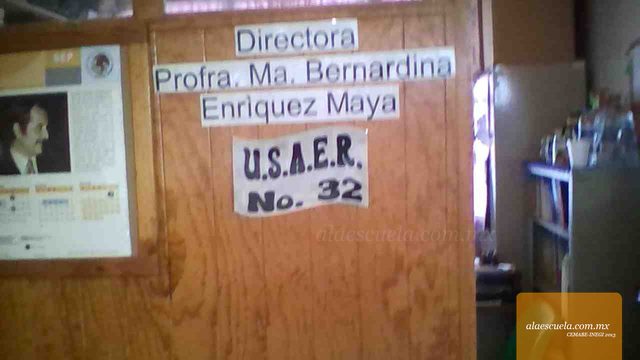 Directora
Profra. Ma. Bernardina
Enriquez Maya
U.S.A.E.R.
No. 32
SEP
alaescuela.com.mx
alaescuela.com.mx
CEMABE-INEGI 2013